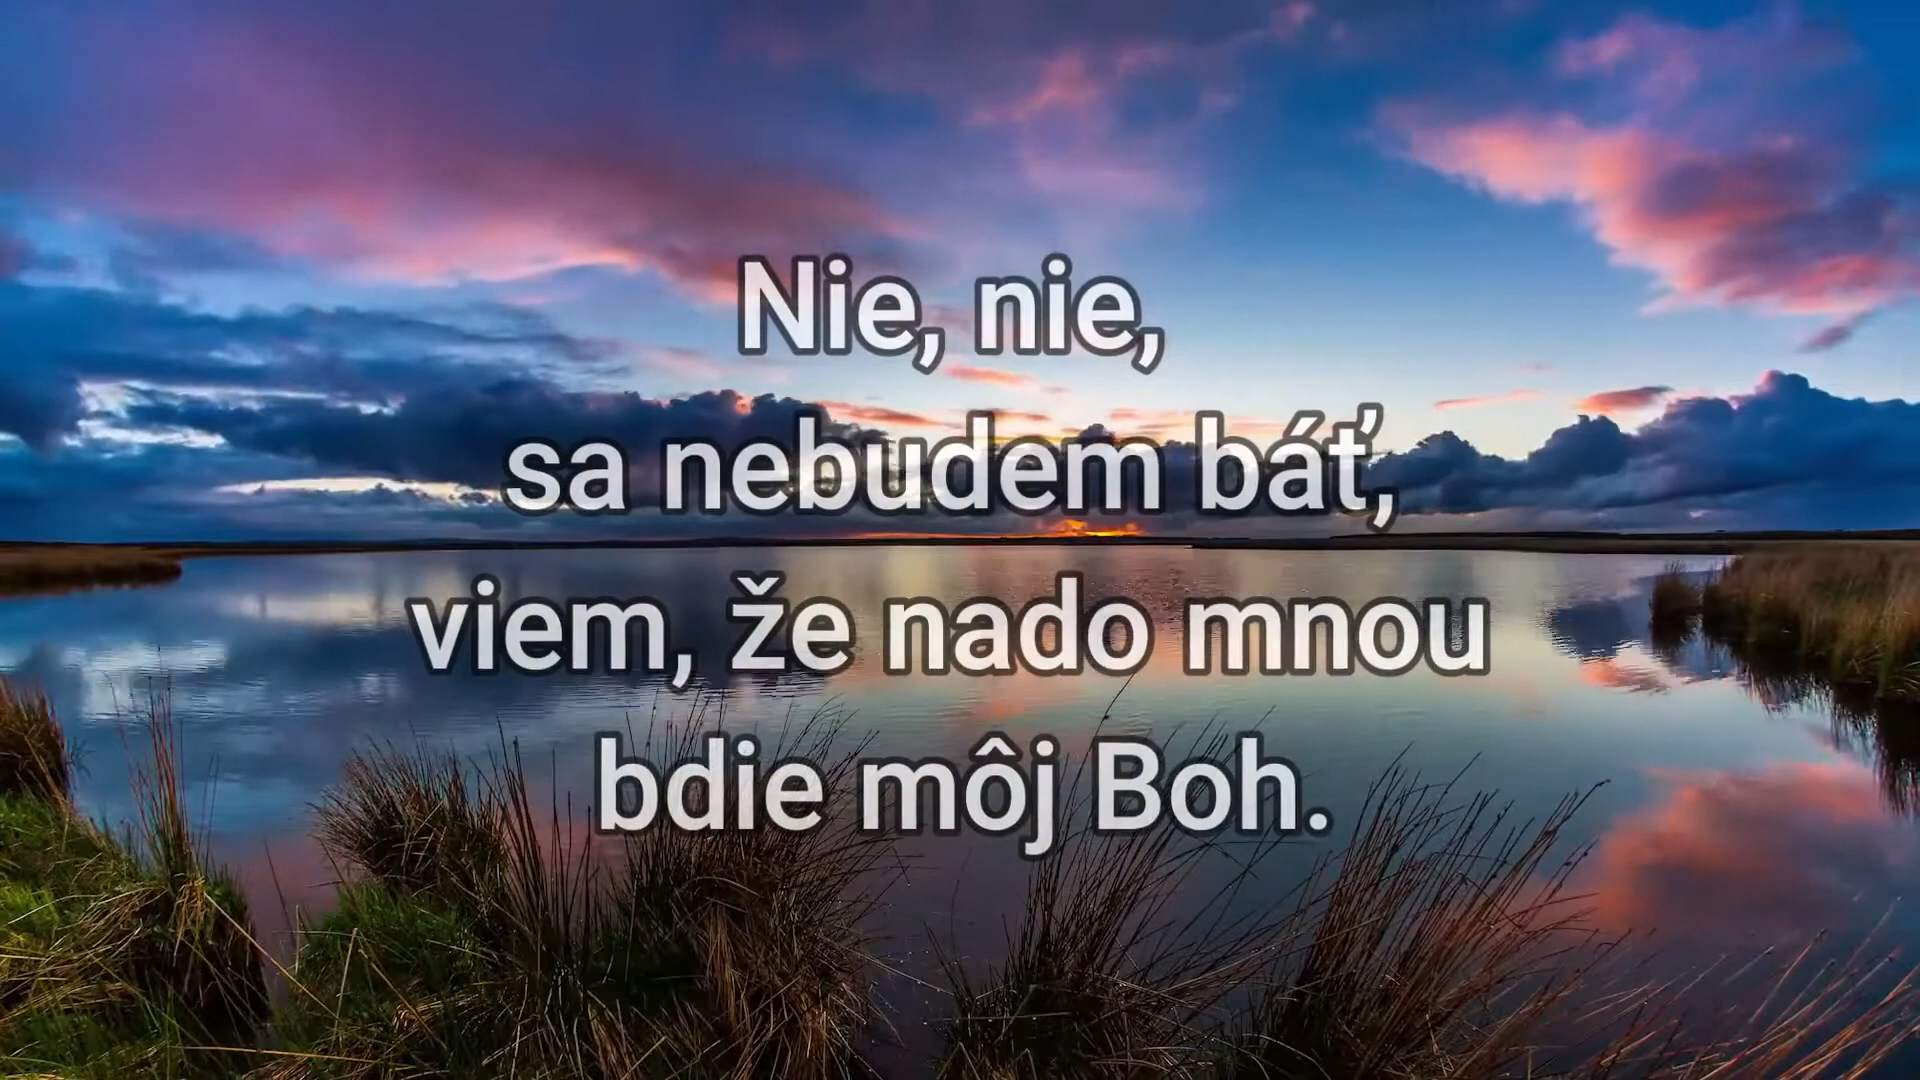 Nie, nie,
sa nebudem báť,
viem, že nado mnou
bdie môj Boh.